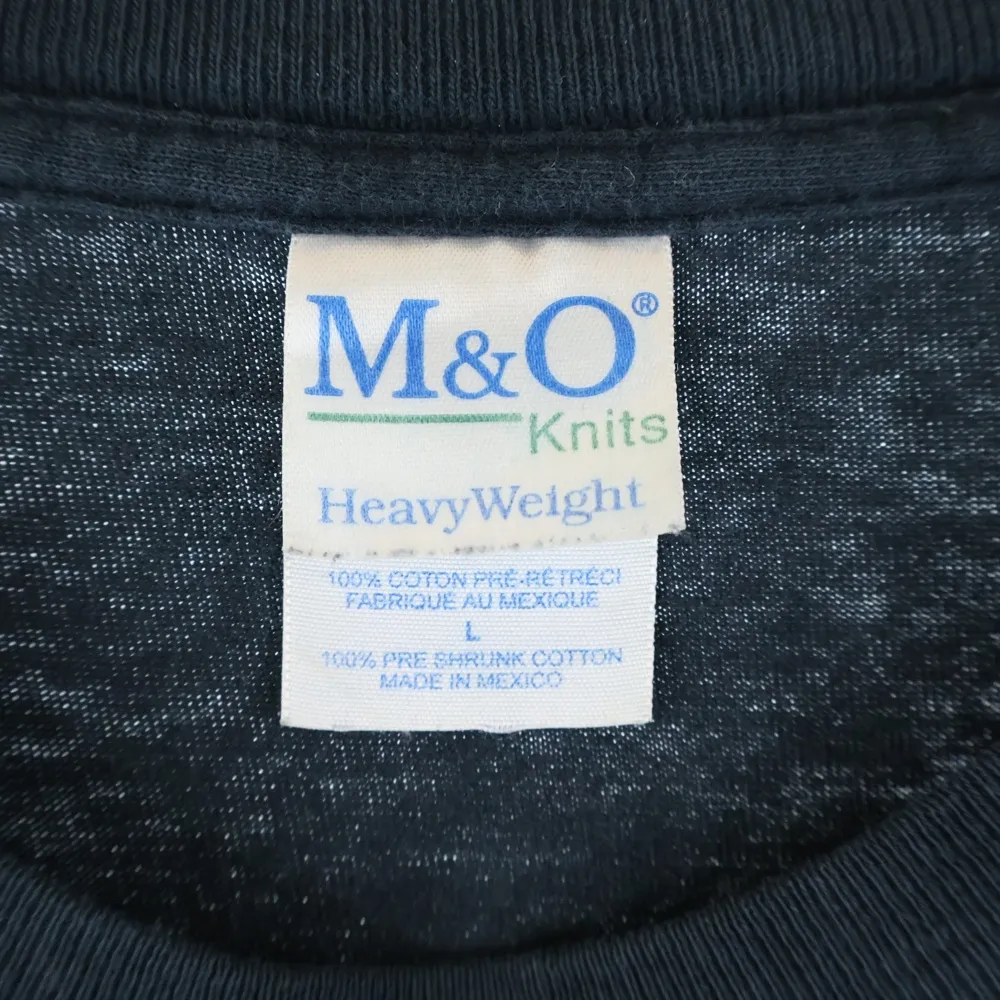 M&O®
Knits
HeavyWeight
100% COTON PRÉ-RÉTRÉCI
FABRIQUE AU MEXIQUE
L
100% PRE SHRUNK COTTON
MADE IN MEXICO